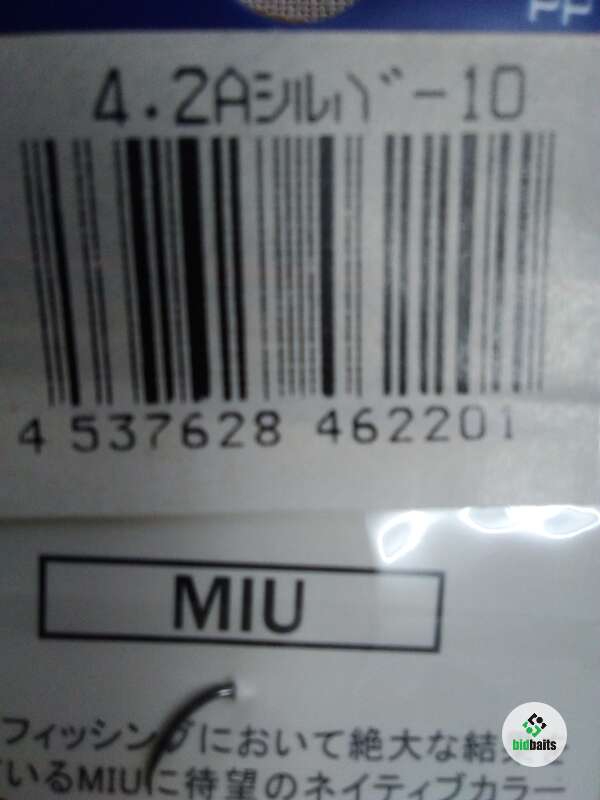 4.2Aｼﾙﾊﾞｰ10
4 537628 462201
MIU
フィッシングにおいて絶大な結
ているMIUに待望のネイティブカラー
bidbaits